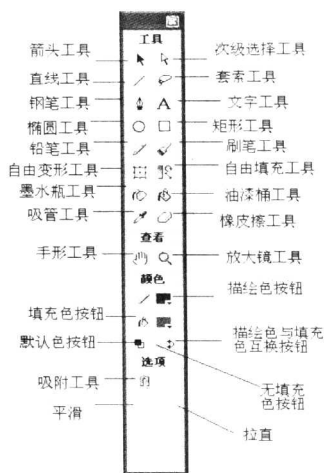 工具
箭头工具
次级选择工具
直线工具
套索工具
钢笔工具
A
文字工具
椭圆工具
矩形工具
铅笔工具
刷笔工具
自由变形工具
自由填充工具
墨水瓶工具
油漆桶工具
吸管工具
橡皮擦工具
查看
手形工具
放大镜工具
颜色
描绘色按钮
填充色按钮
默认色按钮
描绘色与填充
色互换按钮
选项
吸附工具
无填充
色按钮
平滑
拉直